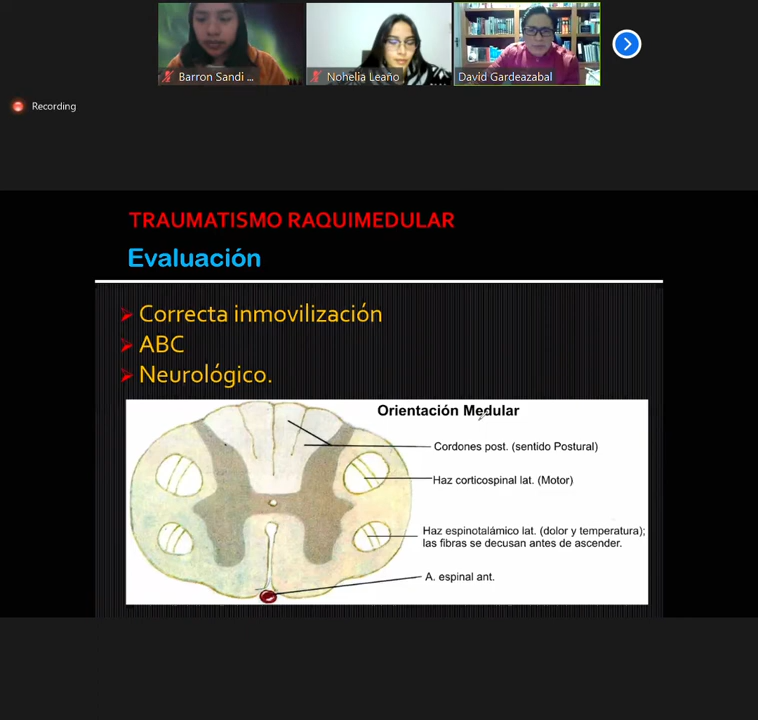 Barron Sandi ...
Nohelia Leaño
David Gardeazabal
Recording
TRAUMATISMO RAQUIMEDULAR
Evaluación
Correcta inmovilización
ABC
Neurológico.
Orientación Medular
Cordones post. (sentido Postural)
Haz corticospinal lat. (Motor)
Haz espinotalámico lat. (dolor y temperatura);
las fibras se decusan antes de ascender.
A. espinal ant.